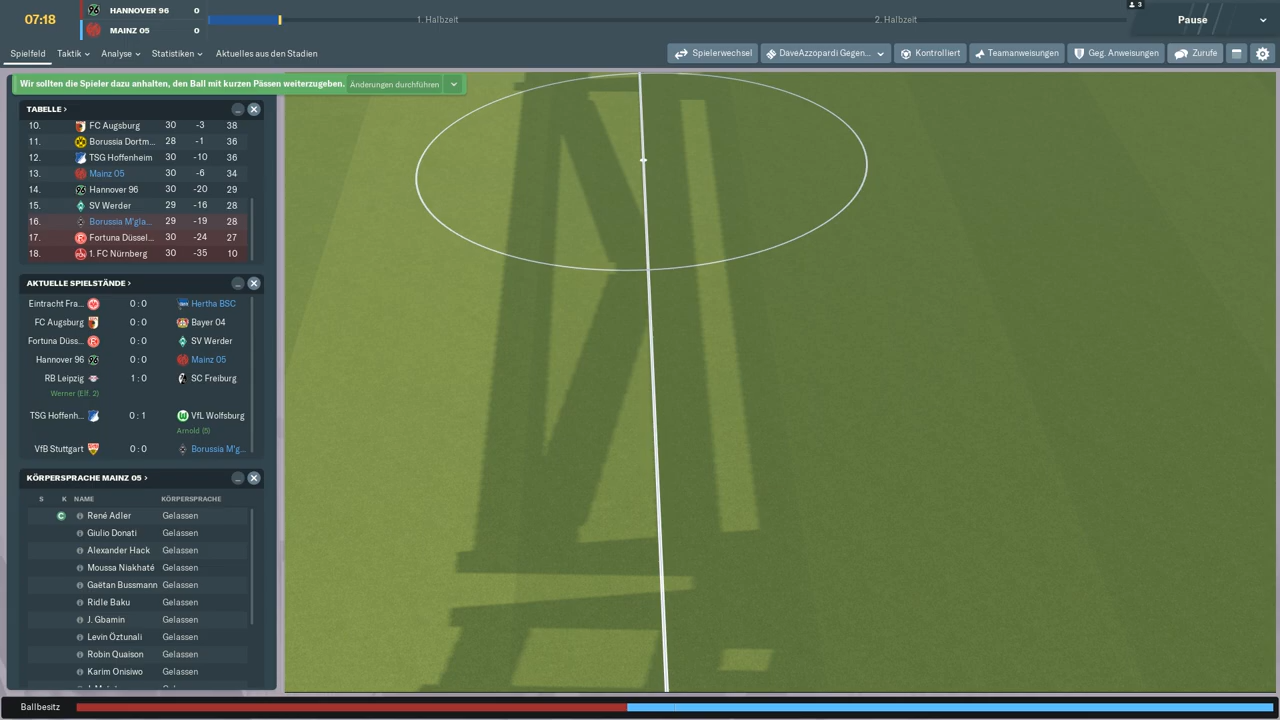 07:18
HANNOVER 96 0
MAINZ 05 0
1. Halbzeit
2. Halbzeit
3
Pause
Spielfeld Taktik Analyse Statistiken Aktuelles aus den Stadien
Spielerwechsel DaveAzzopardi Gegen... Kontrolliert Teamanweisungen Geg. Anweisungen Zurufe
Wir sollten die Spieler dazu anhalten, den Ball mit kurzen Pässen weiterzugeben. Änderungen durchführen
TABELLE >
10. FC Augsburg 30 -3 38
11. Borussia Dortm... 28 -1 36
12. TSG Hoffenheim 30 -10 36
13. Mainz 05 30 -6 34
14. Hannover 96 30 -20 29
15. SV Werder 29 -16 28
16. Borussia M'gla... 29 -19 28
17. Fortuna Düssel... 30 -24 27
18. 1. FC Nürnberg 30 -35 10
AKTUELLE SPIELSTÄNDE >
Eintracht Fra... 0 : 0 Hertha BSC
FC Augsburg 0 : 0 Bayer 04
Fortuna Düss... 0 : 0 SV Werder
Hannover 96 0 : 0 Mainz 05
RB Leipzig 1 : 0 SC Freiburg
Werner (Elf. 2)
TSG Hoffenh... 0 : 1 VfL Wolfsburg
Arnold (5)
VfB Stuttgart 0 : 0 Borussia M'g...
KÖRPERSPRACHE MAINZ 05 >
S K NAME KÖRPERSPRACHE
C René Adler Gelassen
Giulio Donati Gelassen
Alexander Hack Gelassen
Moussa Niakhaté Gelassen
Gaëtan Bussmann Gelassen
Ridle Baku Gelassen
J. Gbamin Gelassen
Levin Öztunali Gelassen
Robin Quaison Gelassen
Karim Onisiwo Gelassen
Ballbesitz